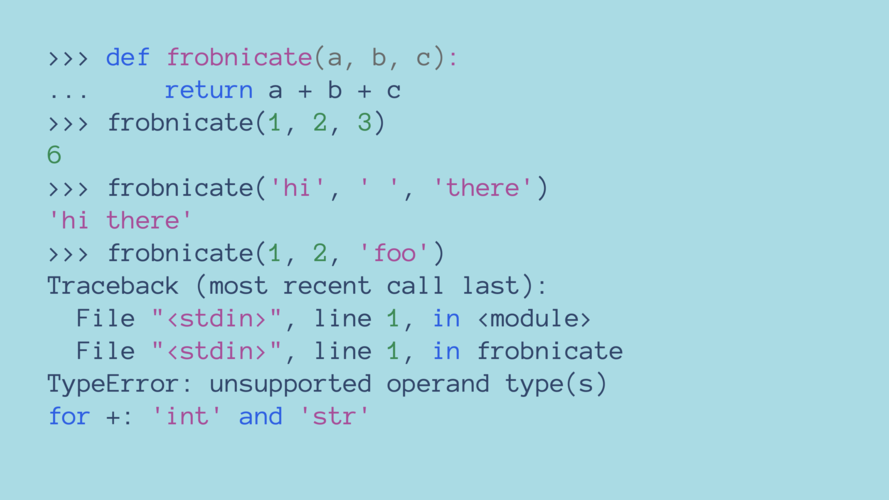 >>> def frobnicate(a, b, c):
...     return a + b + c
>>> frobnicate(1, 2, 3)
6
>>> frobnicate('hi', ' ', 'there')
'hi there'
>>> frobnicate(1, 2, 'foo')
Traceback (most recent call last):
  File "<stdin>", line 1, in <module>
  File "<stdin>", line 1, in frobnicate
TypeError: unsupported operand type(s)
for +: 'int' and 'str'